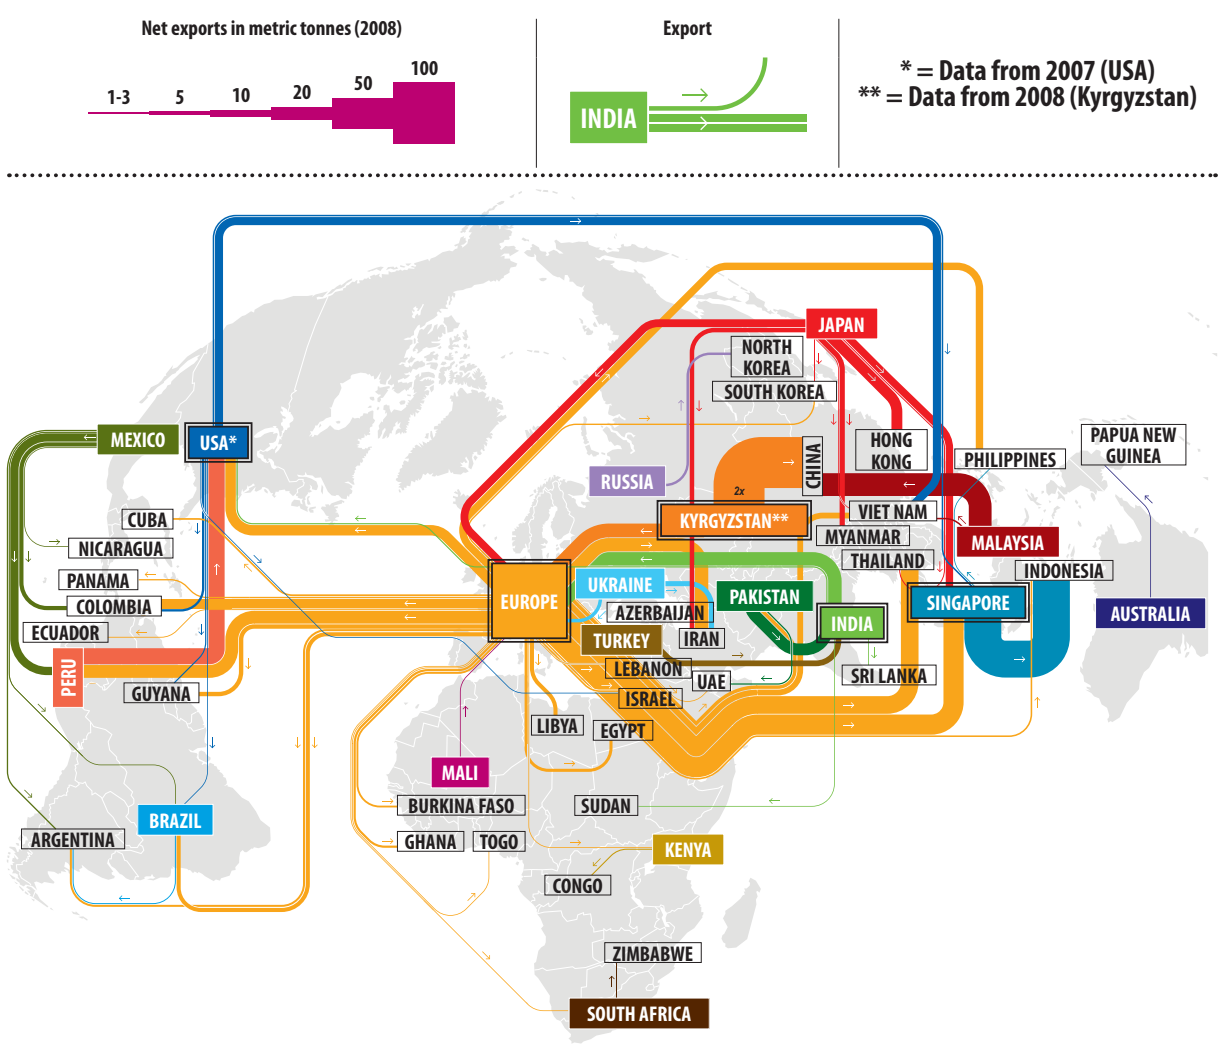 Net exports in metric tonnes (2008)
1-3
5
10
20
50
100
Export
INDIA
* = Data from 2007 (USA)
** = Data from 2008 (Kyrgyzstan)
JAPAN
NORTH
KOREA
SOUTH KOREA
MEXICO
USA*
HONG
KONG
CHINA
PHILIPPINES
PAPUA NEW
GUINEA
RUSSIA
2x
KYRGYZSTAN**
VIET NAM
CUBA
MYANMAR
MALAYSIA
NICARAGUA
THAILAND
INDONESIA
PANAMA
UKRAINE
COLOMBIA
EUROPE
PAKISTAN
SINGAPORE
AUSTRALIA
AZERBAIJAN
ECUADOR
TURKEY
IRAN
INDIA
PERU
LEBANON
UAE
SRI LANKA
GUYANA
ISRAEL
LIBYA
EGYPT
MALI
BURKINA FASO
SUDAN
BRAZIL
ARGENTINA
GHANA
TOGO
KENYA
CONGO
ZIMBABWE
SOUTH AFRICA